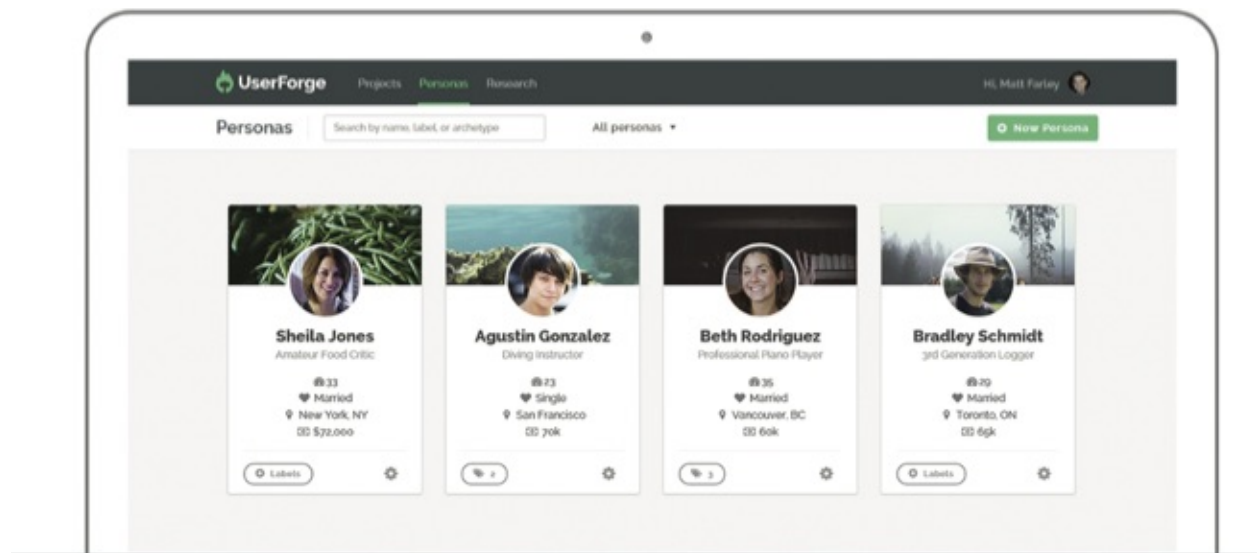 UserForge Projects Personas Research Hi, Matt Farley
Personas Search by name, label, or archetype All personas New Persona
Sheila Jones
Amateur Food Critic
33
Married
New York, NY
$72,000
Labels
Agustin Gonzalez
Diving Instructor
23
Single
San Francisco
70k
2
Beth Rodriguez
Professional Piano Player
35
Married
Vancouver, BC
60k
3
Bradley Schmidt
3rd Generation Logger
29
Married
Toronto, ON
65k
Labels